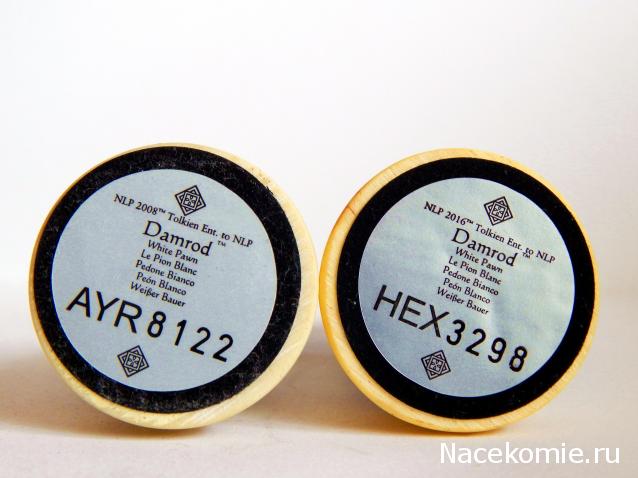 NLP 2008™ Tolkien Ent. to NLP
Damrod™
White Pawn
Le Pion Blanc
Pedone Bianco
Peón Blanco
Weißer Bauer
AYR8122
NLP 2016™ Tolkien Ent. to NLP
Damrod™
White Pawn
Le Pion Blanc
Pedone Bianco
Peón Blanco
Weißer Bauer
HEX3298
Nacekomie.ru